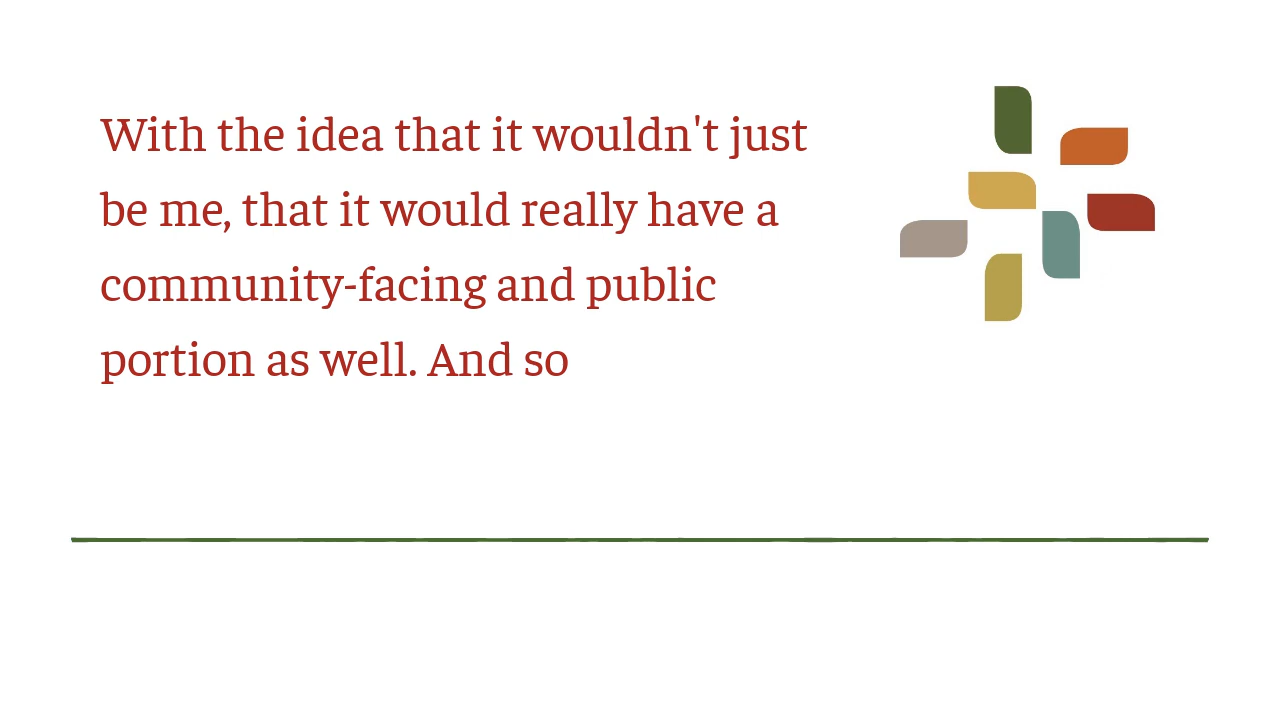 With the idea that it wouldn't just
be me, that it would really have a
community-facing and public
portion as well. And so